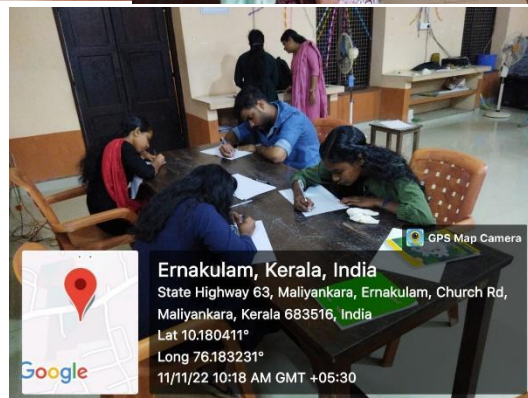 GPS Map Camera
Ernakulam, Kerala, India
State Highway 63, Maliyankara, Ernakulam, Church Rd,
Maliyankara, Kerala 683516, India
Lat 10.180411°
Long 76.183231°
11/11/22 10:18 AM GMT +05:30
Google